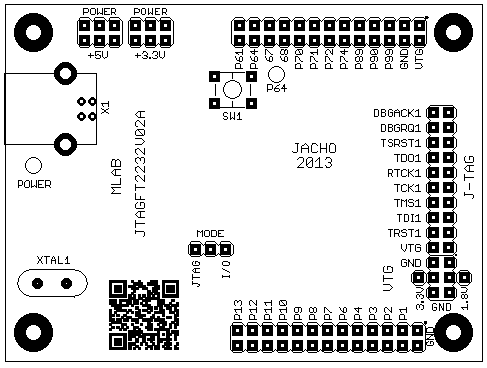 POWER
POWER
+5V
+3.3V
P61
P64
67
68
P70
P71
P72
P74
P89
P90
P99
GND
VTG
X1
SW1
P64
POWER
MLAB
JTAGFT2232V02A
JACHO
2013
DBGACK1
DBGRQ1
TSRST1
TDO1
RTCK1
TCK1
TMS1
TDI1
TRST1
VTG
GND
J-TAG
MODE
JTAG
I/O
XTAL1
VTG
3.3V
GND
1.8V
P13
P12
P11
P10
P9
P8
P7
P6
P4
P3
P2
P1
GND